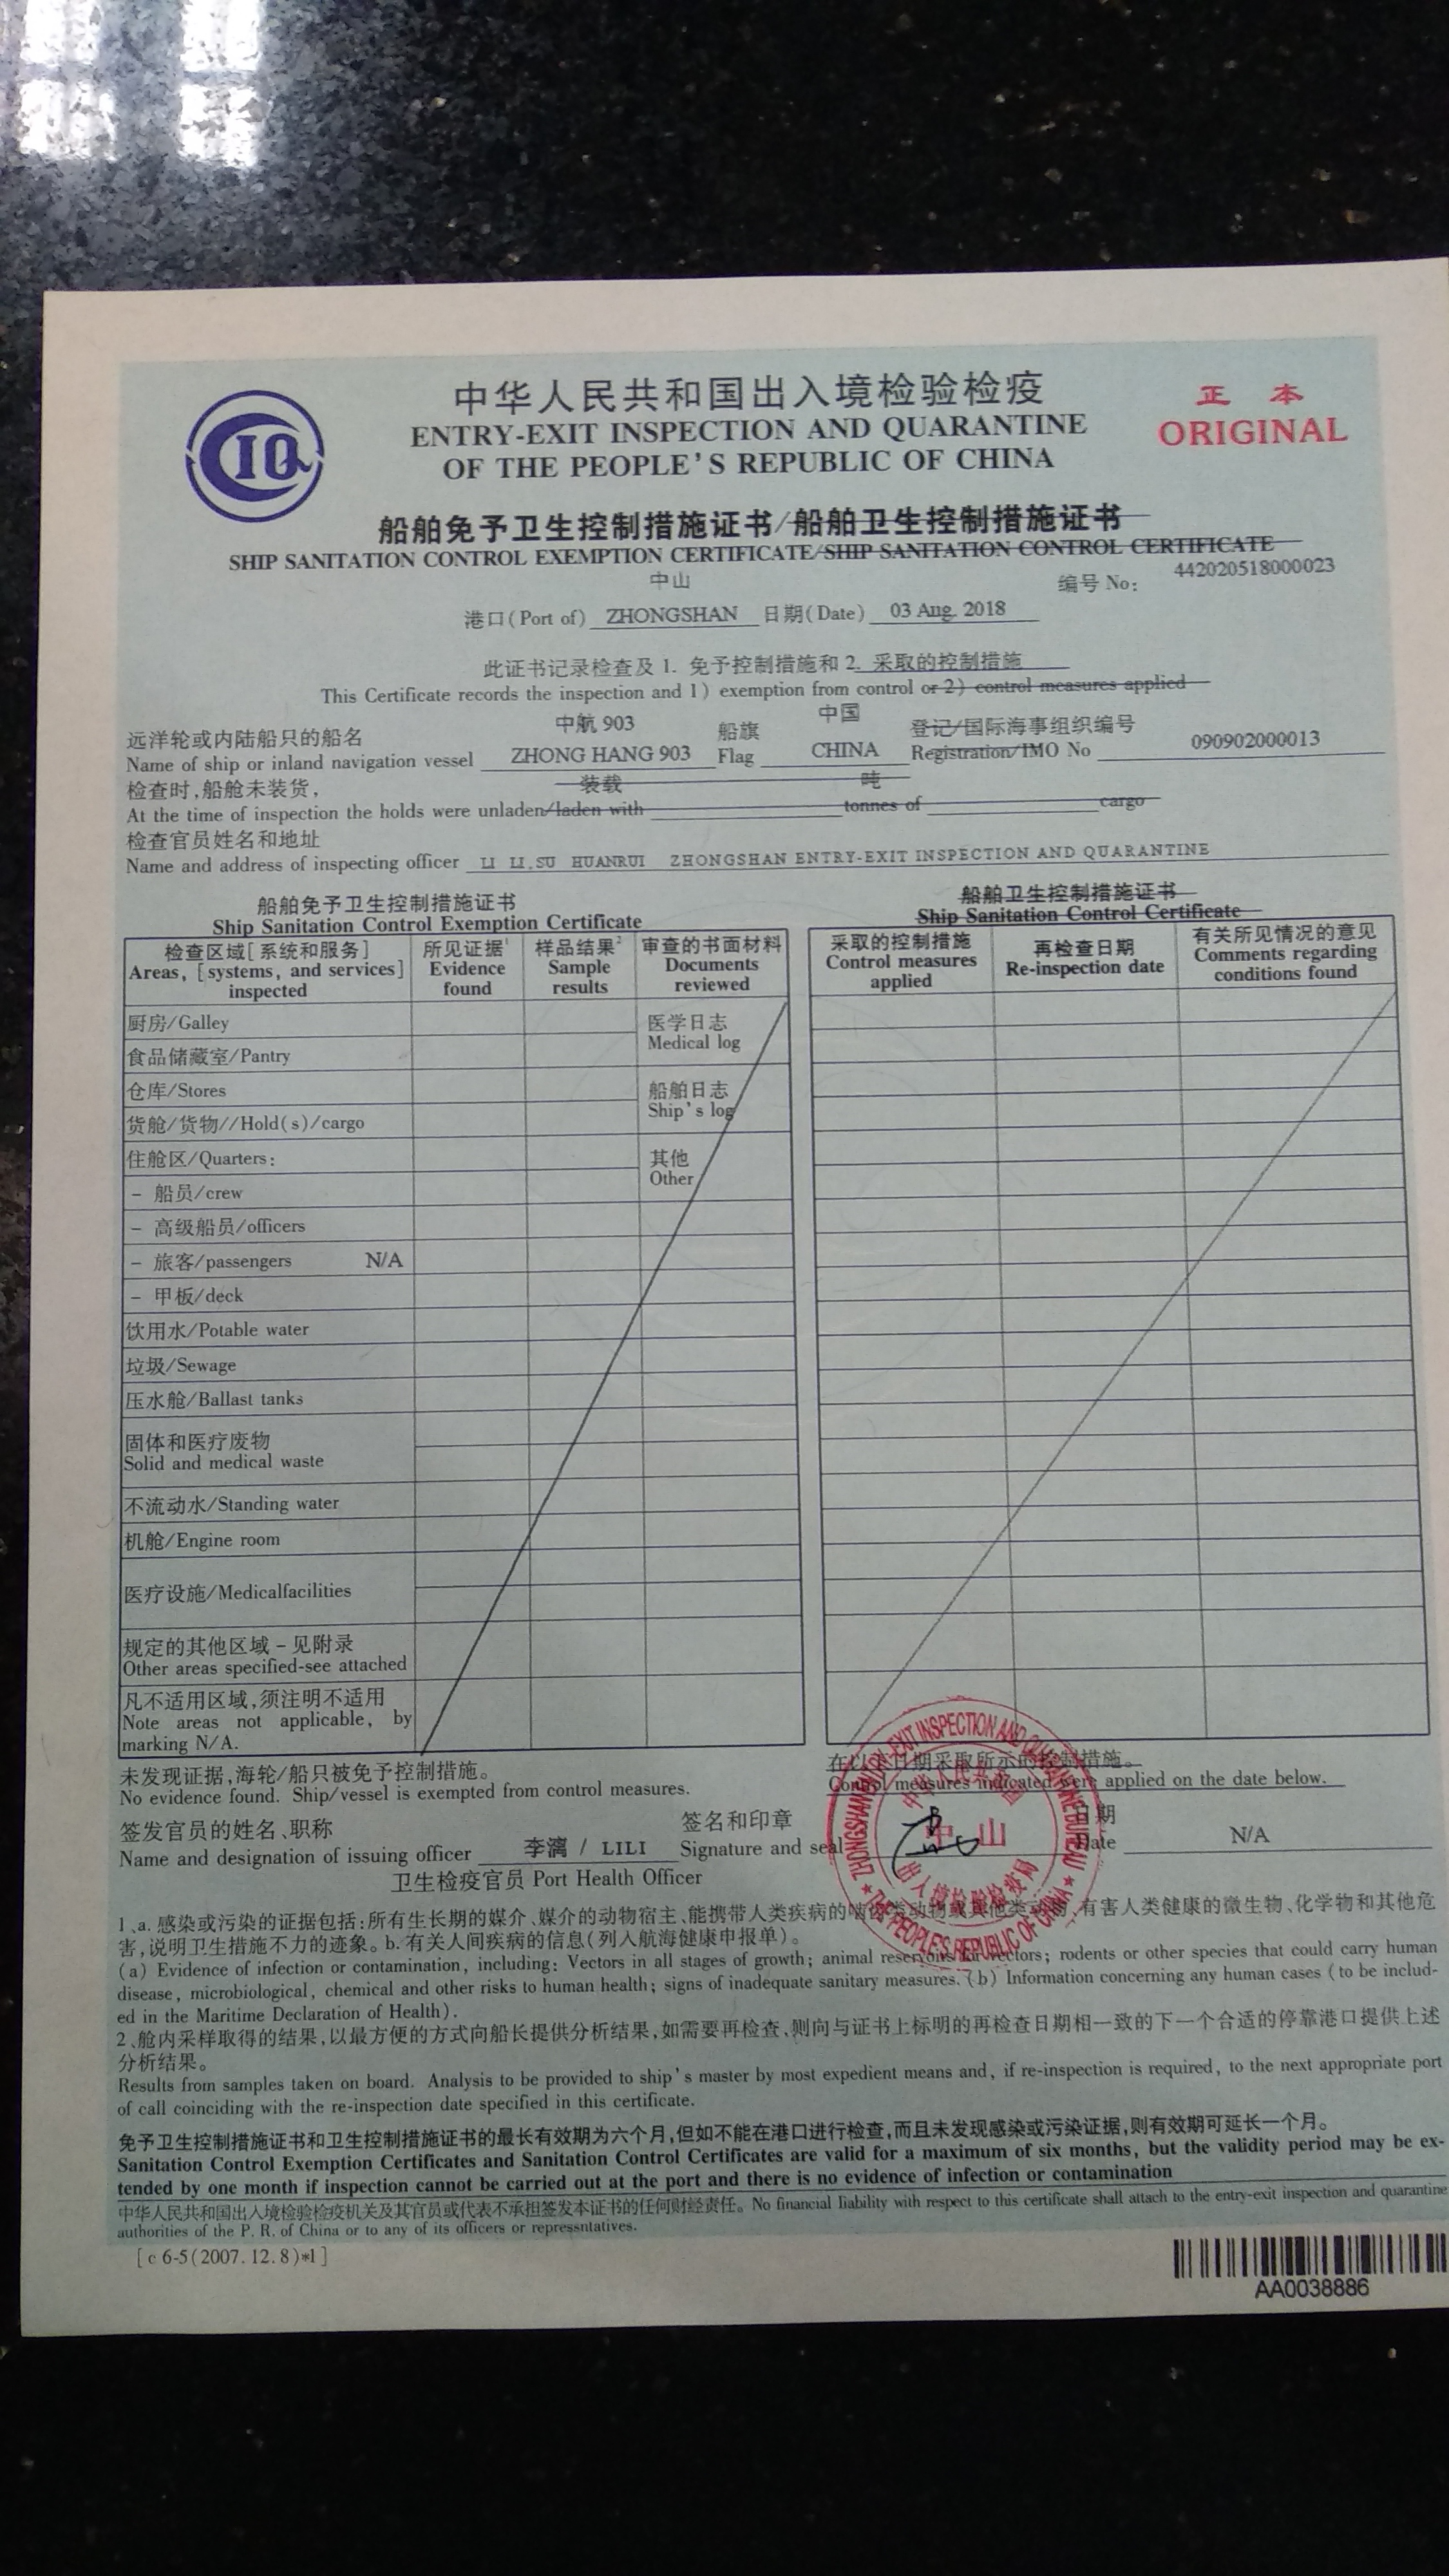 CIQ
中华人民共和国出入境检验检疫
ENTRY-EXIT INSPECTION AND QUARANTINE
OF THE PEOPLE'S REPUBLIC OF CHINA
正 本
ORIGINAL
船舶免予卫生控制措施证书/船舶卫生控制措施证书
SHIP SANITATION CONTROL EXEMPTION CERTIFICATE/SHIP SANITATION CONTROL CERTIFICATE
中山
编号 No: 442020518000023
港口(Port of) ZHONGSHAN 日期(Date) 03 Aug. 2018
此证书记录检查及 1. 免予控制措施和 2. 采取的控制措施
This Certificate records the inspection and 1) exemption from control or 2) control measures applied
中航 903 中国
远洋轮或内陆船只的船名 船旗 登记/国际海事组织编号
Name of ship or inland navigation vessel ZHONG HANG 903 Flag CHINA Registration/IMO No 090902000013
检查时,船舱未装货, 装载 吨
At the time of inspection the holds were unladen/laden with tonnes of cargo
检查官员姓名和地址
Name and address of inspecting officer LI LI,SU HUANRUI ZHONGSHAN ENTRY-EXIT INSPECTION AND QUARANTINE
船舶免予卫生控制措施证书
Ship Sanitation Control Exemption Certificate
船舶卫生控制措施证书
Ship Sanitation Control Certificate
检查区域[系统和服务] 所见证据1 样品结果2 审查的书面材料
Areas, [systems, and services] Evidence Sample Documents
inspected found results reviewed
采取的控制措施 再检查日期 有关所见情况的意见
Control measures Re-inspection date Comments regarding
applied conditions found
厨房/Galley 医学日志
Medical log
食品储藏室/Pantry
仓库/Stores 船舶日志
Ship's log
货舱/货物//Hold(s)/cargo
住舱区/Quarters: 其他
Other
- 船员/crew
- 高级船员/officers
- 旅客/passengers N/A
- 甲板/deck
饮用水/Potable water
垃圾/Sewage
压水舱/Ballast tanks
固体和医疗废物
Solid and medical waste
不流动水/Standing water
机舱/Engine room
医疗设施/Medicalfacilities
规定的其他区域-见附录
Other areas specified-see attached
凡不适用区域,须注明不适用
Note areas not applicable, by
marking N/A.
未发现证据,海轮/船只被免予控制措施。
No evidence found. Ship/vessel is exempted from control measures.
在以下日期采取所示的控制措施。
Control measures indicated were applied on the date below.
签发官员的姓名、职称 签名和印章 日期
Name and designation of issuing officer 李漓 / LILI Signature and seal Date N/A
卫生检疫官员 Port Health Officer
ZHONGSHAN ENTRY-EXIT INSPECTION AND QUARANTINE BUREAU
THE PEOPLE'S REPUBLIC OF CHINA
中华人民共和国
中山
出入境检验检疫局
1、a. 感染或污染的证据包括:所有生长期的媒介、媒介的动物宿主、能携带人类疾病的啮齿类动物或其他类动物、有害人类健康的微生物、化学物和其他危
害,说明卫生措施不力的迹象。b.有关人间疾病的信息(列入航海健康申报单)。
(a) Evidence of infection or contamination, including: Vectors in all stages of growth; animal reservoirs for vectors; rodents or other species that could carry human
disease, microbiological, chemical and other risks to human health; signs of inadequate sanitary measures. (b) Information concerning any human cases (to be includ-
ed in the Maritime Declaration of Health).
2、舱内采样取得的结果,以最方便的方式向船长提供分析结果,如需要再检查,则向与证书上标明的再检查日期相一致的下一个合适的停靠港口提供上述
分析结果。
Results from samples taken on board. Analysis to be provided to ship's master by most expedient means and, if re-inspection is required, to the next appropriate port
of call coinciding with the re-inspection date specified in this certificate.
免予卫生控制措施证书和卫生控制措施证书的最长有效期为六个月,但如不能在港口进行检查,而且未发现感染或污染证据,则有效期可延长一个月。
Sanitation Control Exemption Certificates and Sanitation Control Certificates are valid for a maximum of six months, but the validity period may be ex-
tended by one month if inspection cannot be carried out at the port and there is no evidence of infection or contamination
中华人民共和国出入境检验检疫机关及其官员或代表不承担签发本证书的任何财经责任。No financial liability with respect to this certificate shall attach to the entry-exit inspection and quarantine
authorities of the P. R. of China or to any of its officers or repressntatives.
[c 6-5(2007.12.8)*1]
AA0038886